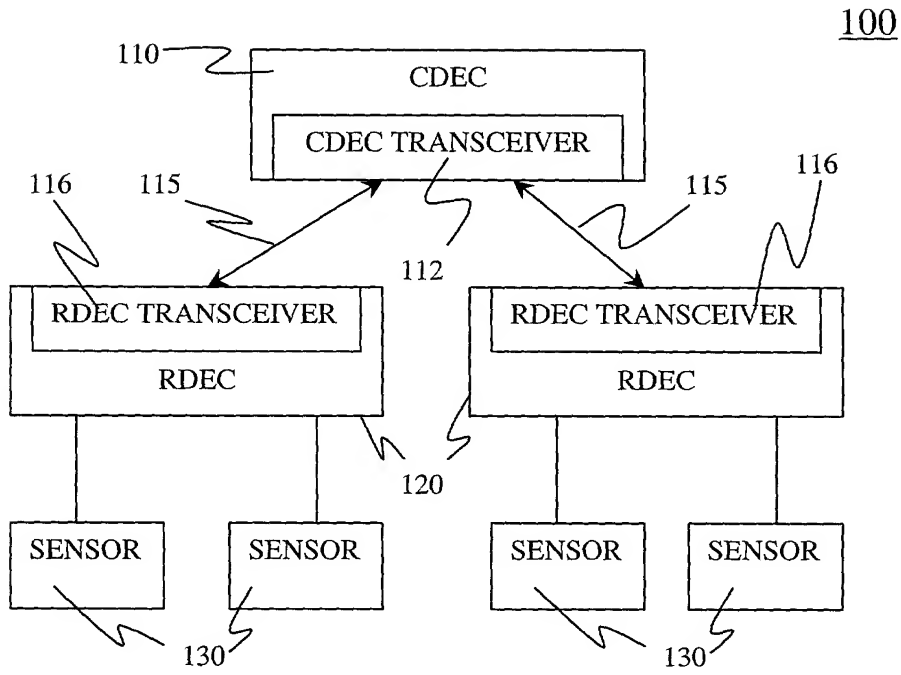 100
110
CDEC
CDEC TRANSCEIVER
116
115
115
116
112
RDEC TRANSCEIVER
RDEC TRANSCEIVER
RDEC
RDEC
120
SENSOR
SENSOR
SENSOR
SENSOR
130
130